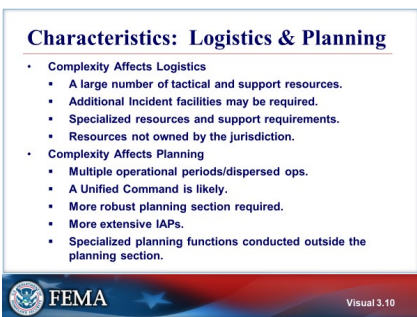 Characteristics: Logistics & Planning
• Complexity Affects Logistics
▪ A large number of tactical and support resources.
▪ Additional Incident facilities may be required.
▪ Specialized resources and support requirements.
▪ Resources not owned by the jurisdiction.
• Complexity Affects Planning
▪ Multiple operational periods/dispersed ops.
▪ A Unified Command is likely.
▪ More robust planning section required.
▪ More extensive IAPs.
▪ Specialized planning functions conducted outside the
planning section.
FEMA
Visual 3.10